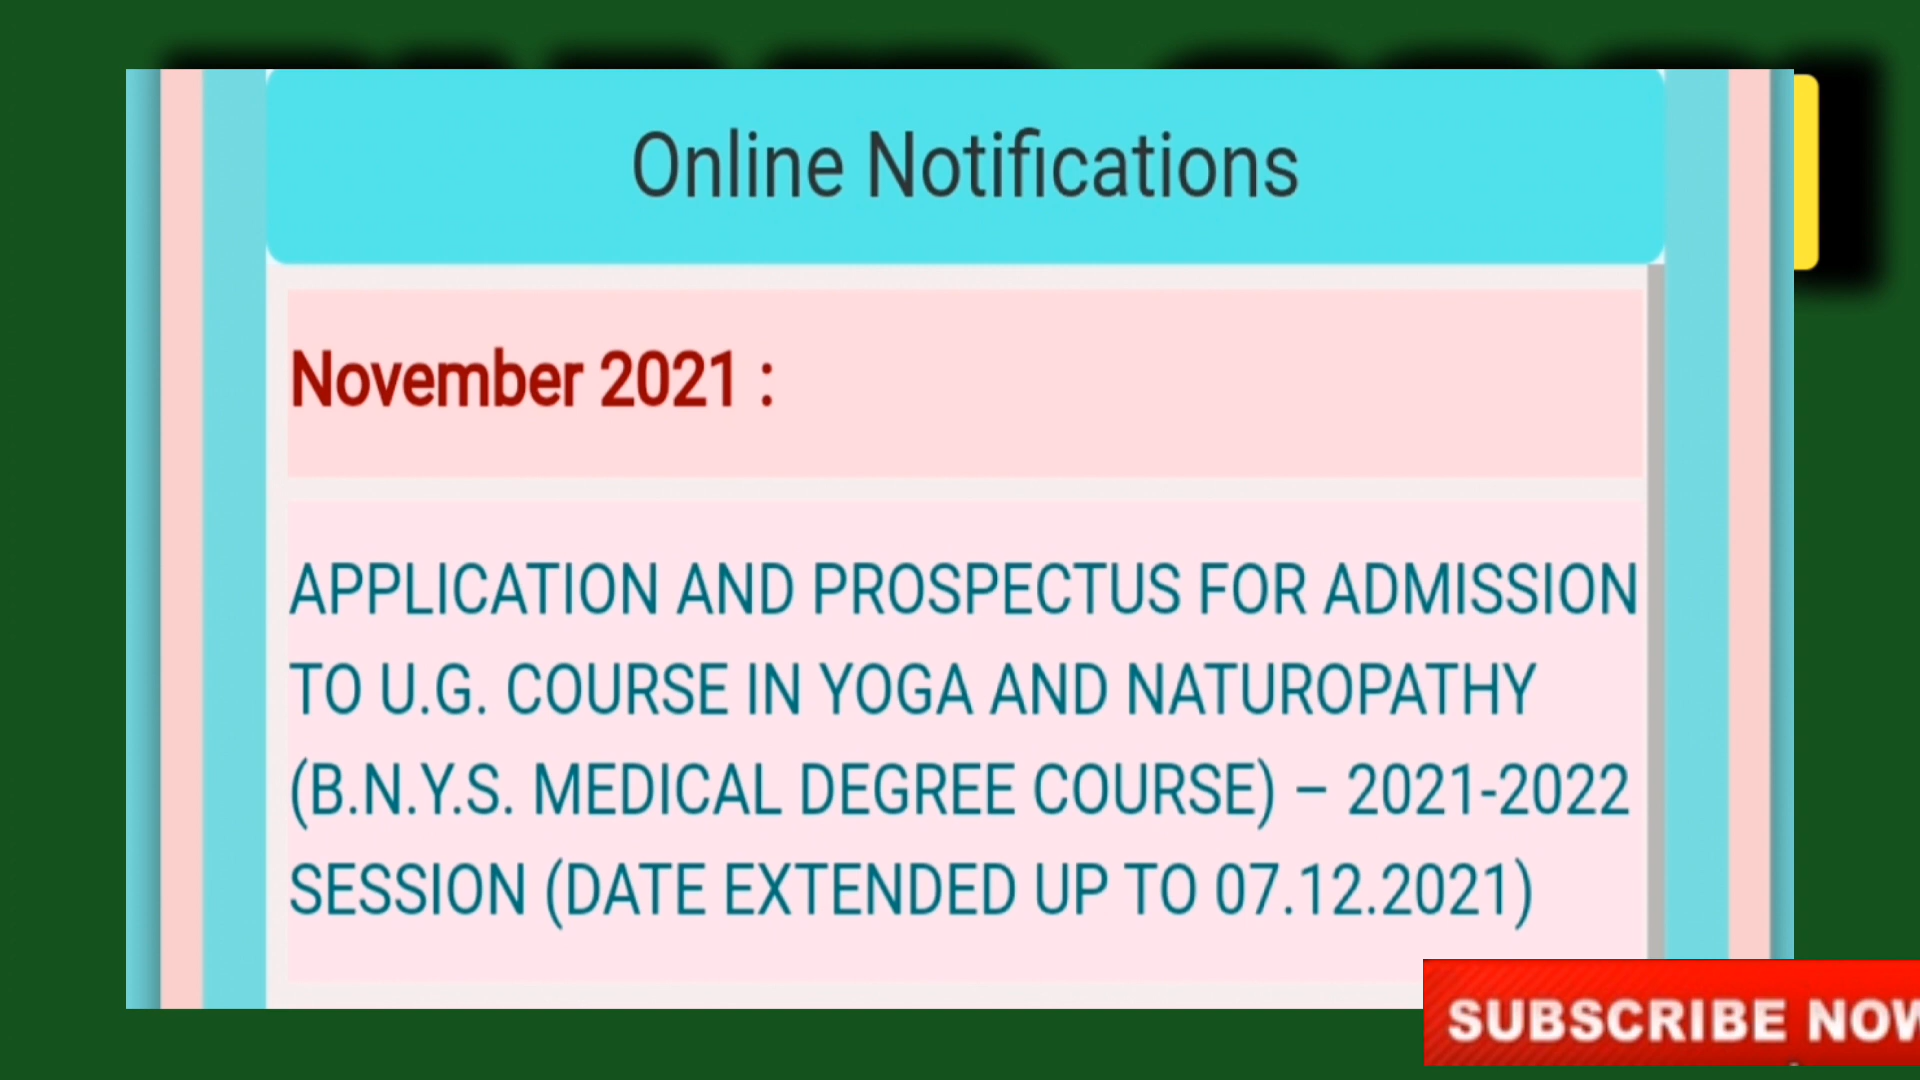 Online Notifications
November 2021 :
APPLICATION AND PROSPECTUS FOR ADMISSION
TO U.G. COURSE IN YOGA AND NATUROPATHY
(B.N.Y.S. MEDICAL DEGREE COURSE) – 2021-2022
SESSION (DATE EXTENDED UP TO 07.12.2021)
SUBSCRIBE NOW